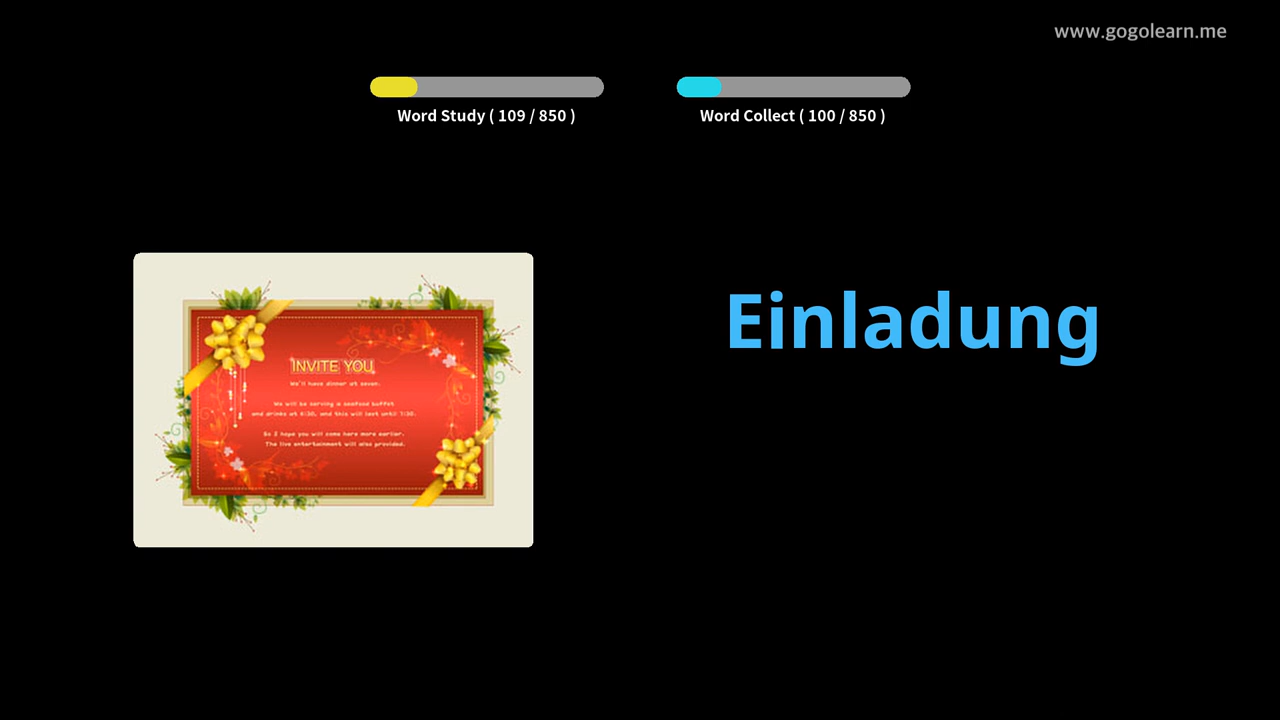 www.gogolearn.me
Word Study ( 109 / 850 )
Word Collect ( 100 / 850 )
Einladung
INVITE YOU
We'll have dinner at seven.
We will be serving a seafood buffet
and drinks at 6:30, and this will last until 7:30.
So I hope you will come here more earlier.
The live entertainment will also provided.